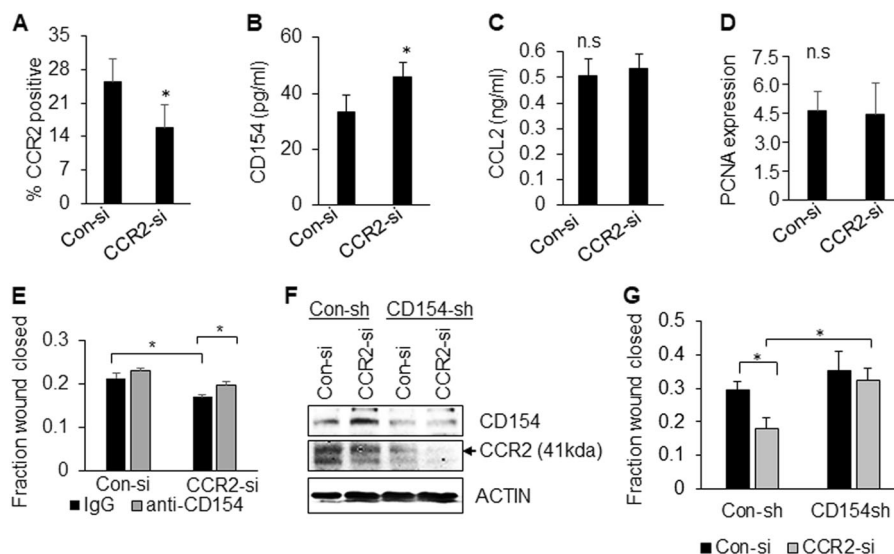 A
% CCR2 positive
35
28
21
14
7
0
*
Con-si
CCR2-si
B
CD154 (pg/ml)
60
40
20
0
*
Con-si
CCR2-si
C
CCL2 (ng/ml)
0.6
0.5
0.4
0.3
0.2
0.1
0
n.s
Con-si
CCR2-si
D
PCNA expression
7.5
6.0
4.5
3.0
1.5
0.0
n.s
Con-si
CCR2-si
E
Fraction wound closed
0.3
0.2
0.1
0
*
*
Con-si
CCR2-si
IgG
anti-CD154
F
Con-sh
CD154-sh
Con-si
CCR2-si
Con-si
CCR2-si
CD154
CCR2 (41kda)
ACTIN
G
Fraction wound closed
0.5
0.4
0.3
0.2
0.1
0
*
*
Con-sh
CD154sh
Con-si
CCR2-si